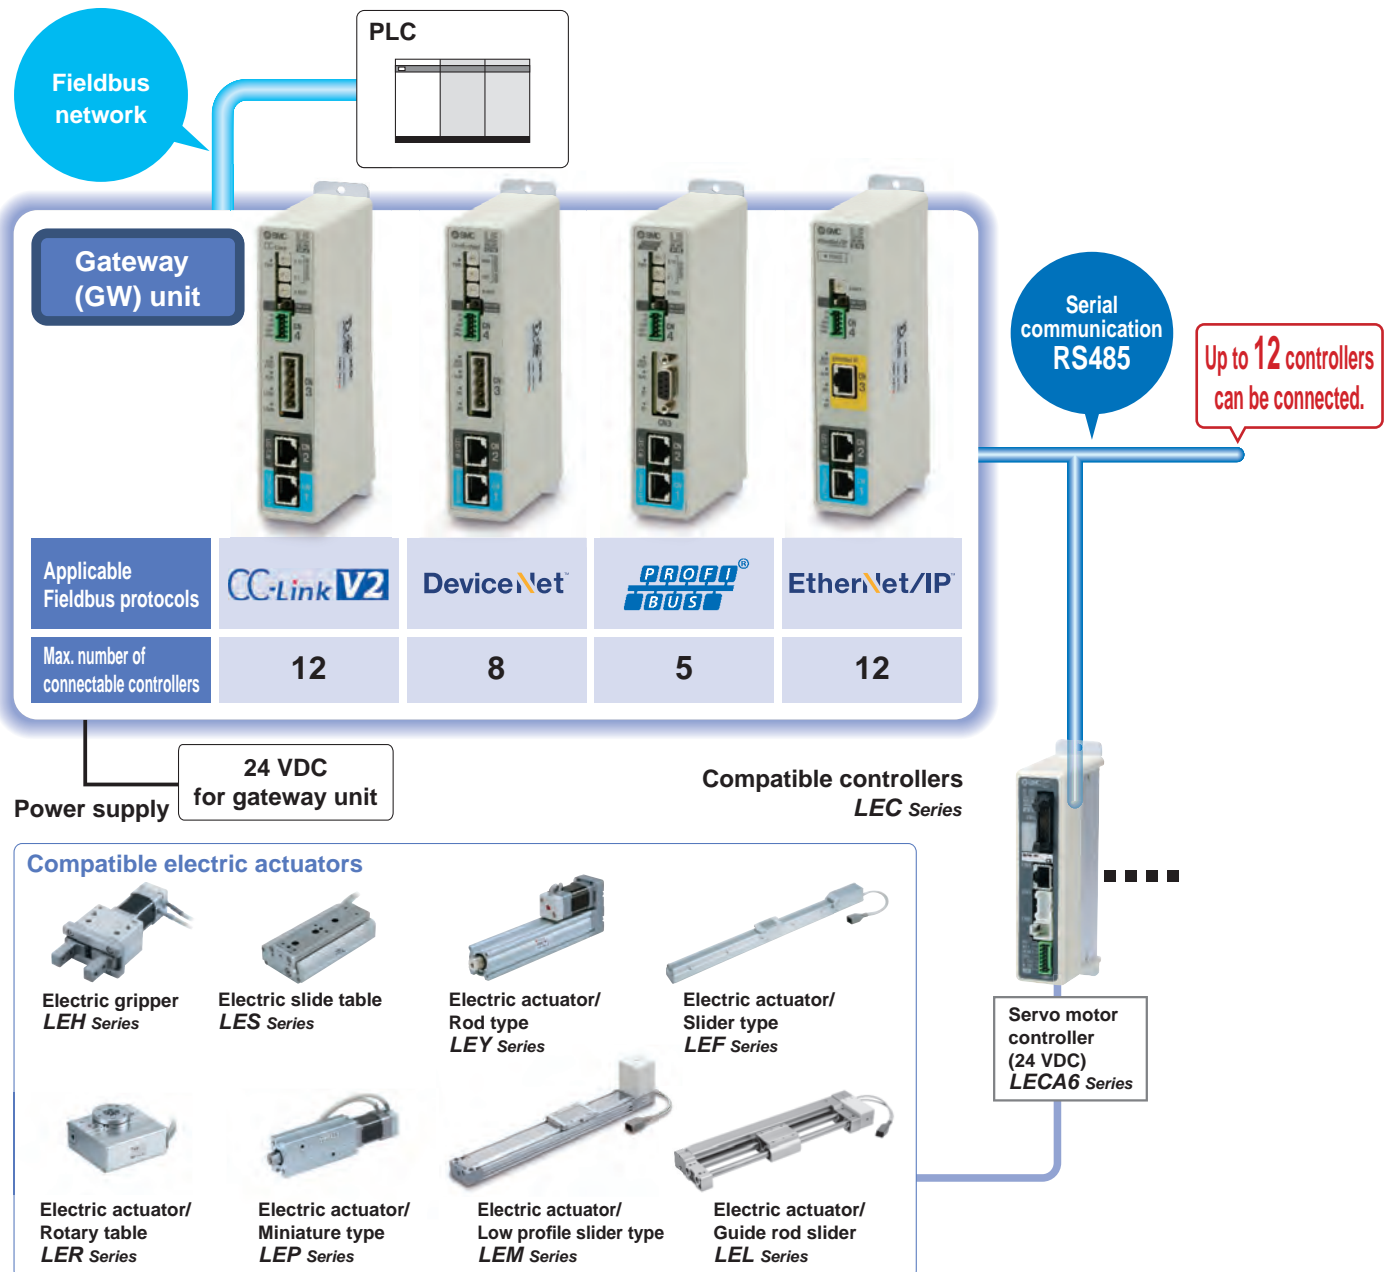 PLC
Fieldbus
network
Gateway
(GW) unit
Serial
communication
RS485
Up to 12 controllers
can be connected.
Applicable
Fieldbus protocols
CC-Link V2
DeviceNet™
PROFI®
BUS
EtherNet/IP™
Max. number of
connectable controllers
12
8
5
12
24 VDC
for gateway unit
Power supply
Compatible controllers
LEC Series
Compatible electric actuators
Electric gripper
LEH Series
Electric slide table
LES Series
Electric actuator/
Rod type
LEY Series
Electric actuator/
Slider type
LEF Series
Servo motor
controller
(24 VDC)
LECA6 Series
Electric actuator/
Rotary table
LER Series
Electric actuator/
Miniature type
LEP Series
Electric actuator/
Low profile slider type
LEM Series
Electric actuator/
Guide rod slider
LEL Series